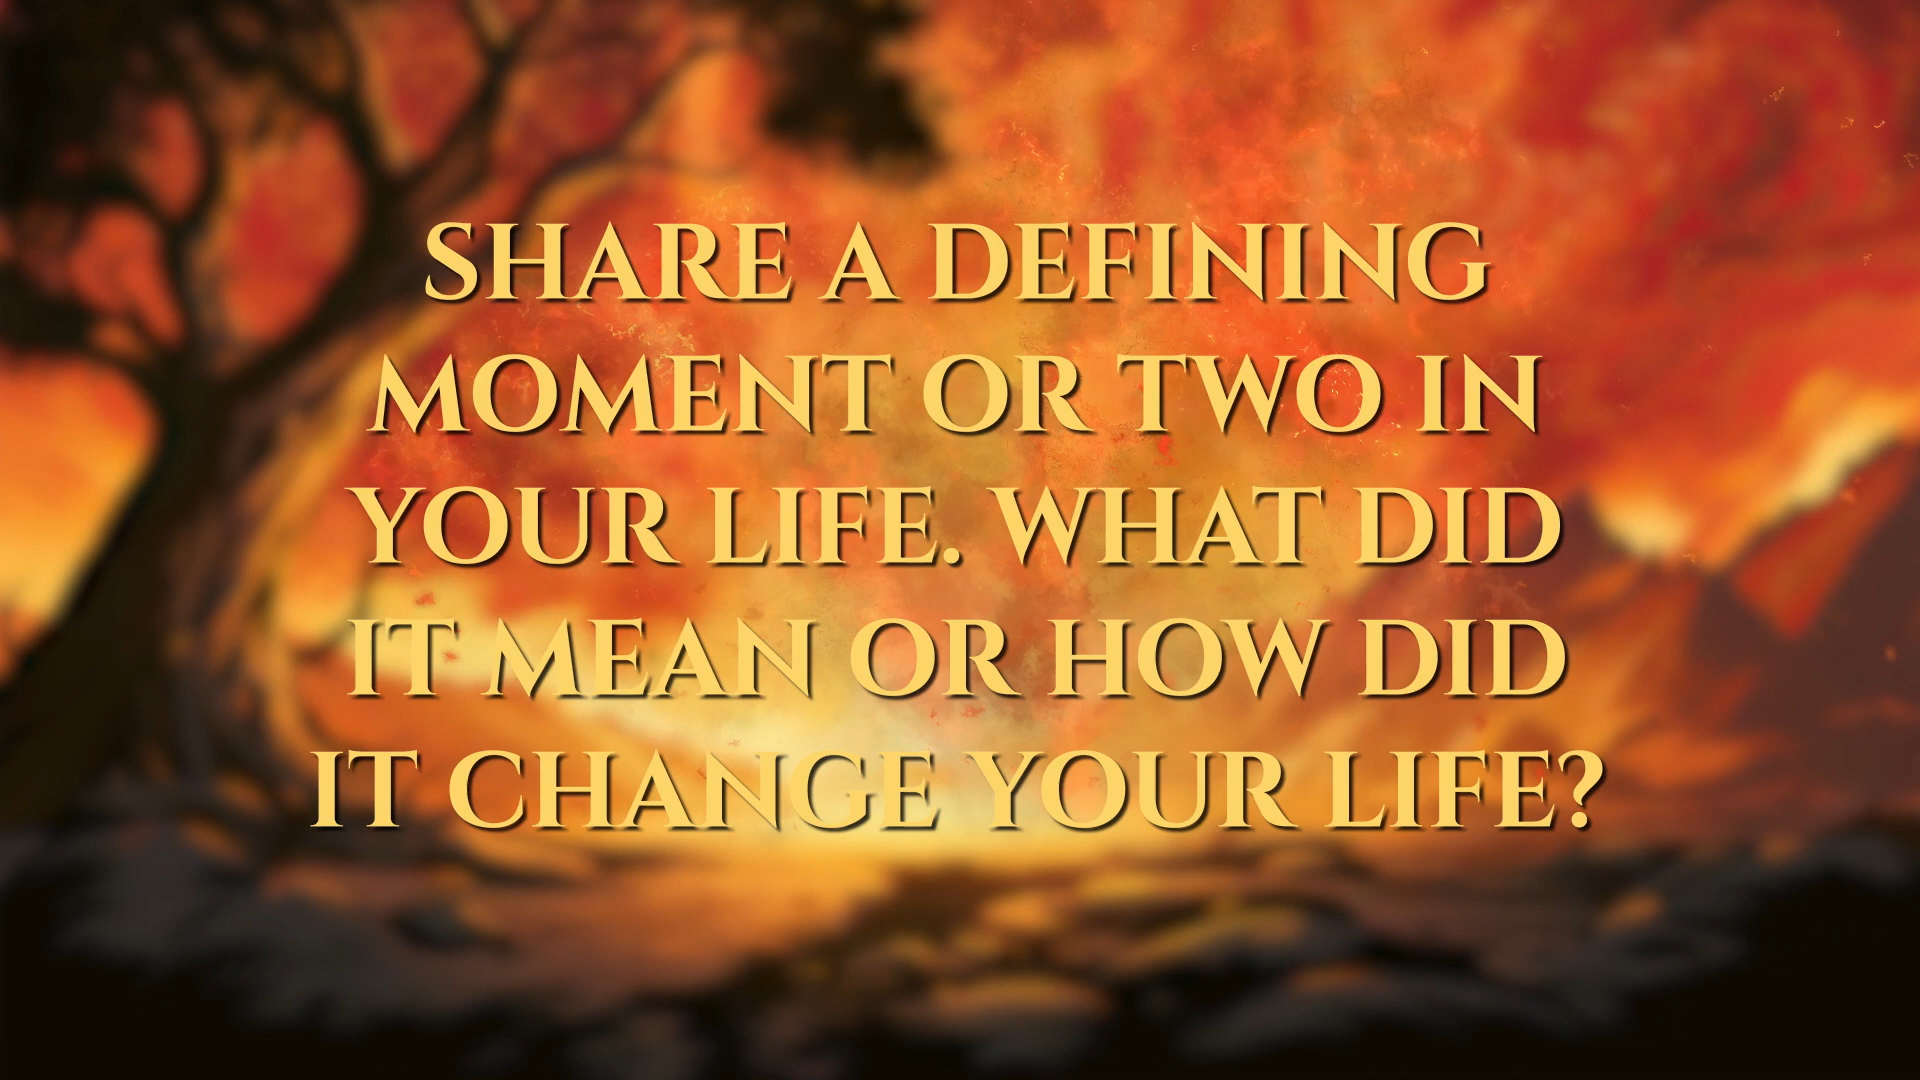 SHARE A DEFINING
MOMENT OR TWO IN
YOUR LIFE. WHAT DID
IT MEAN OR HOW DID
IT CHANGE YOUR LIFE?